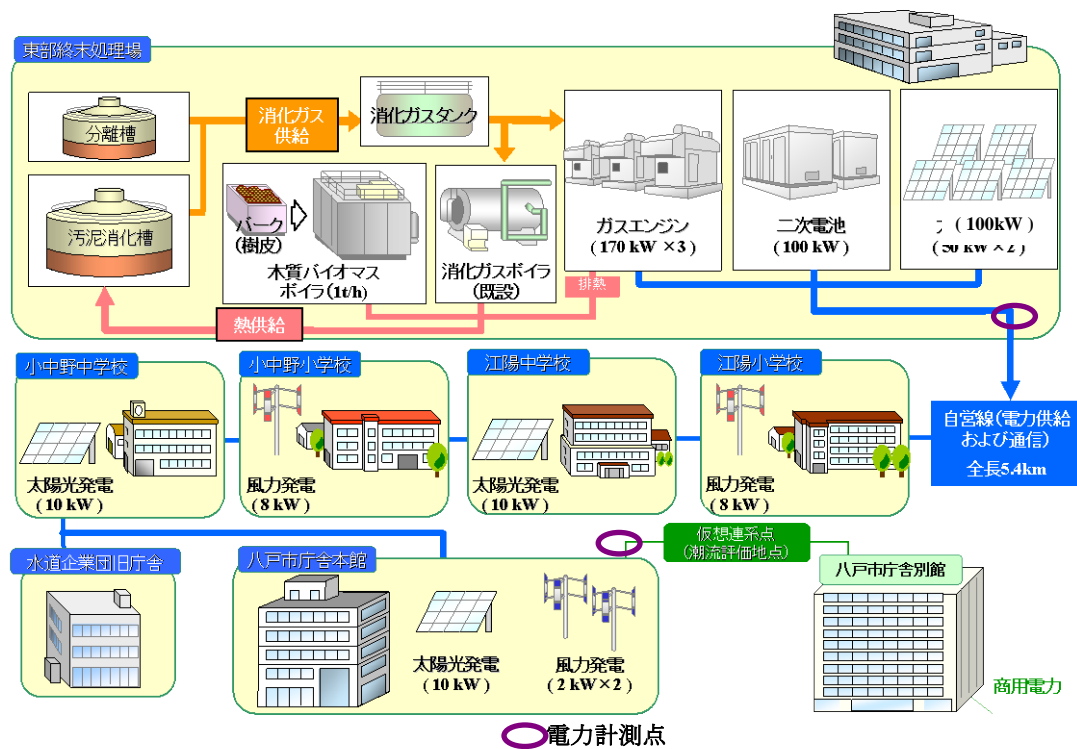 東部終末処理場
分離槽
消化ガス
供給
消化ガスタンク
汚泥消化槽
バーク
(樹皮)
木質バイオマス
ボイラ(1t/h)
消化ガスボイラ
(既設)
ガスエンジン
(170 kW ×3)
二次電池
(100 kW)
(100kW)
(50 kW×2)
排熱
熱供給
小中野中学校
小中野小学校
江陽中学校
江陽小学校
太陽光発電
(10 kW)
風力発電
(8 kW)
太陽光発電
(10 kW)
風力発電
(8 kW)
自営線(電力供給
および通信)
全長5.4km
水道企業団旧庁舎
八戸市庁舎本館
太陽光発電
(10 kW)
風力発電
(2 kW×2)
仮想連系点
(潮流評価地点)
八戸市庁舎別館
商用電力
電力計測点